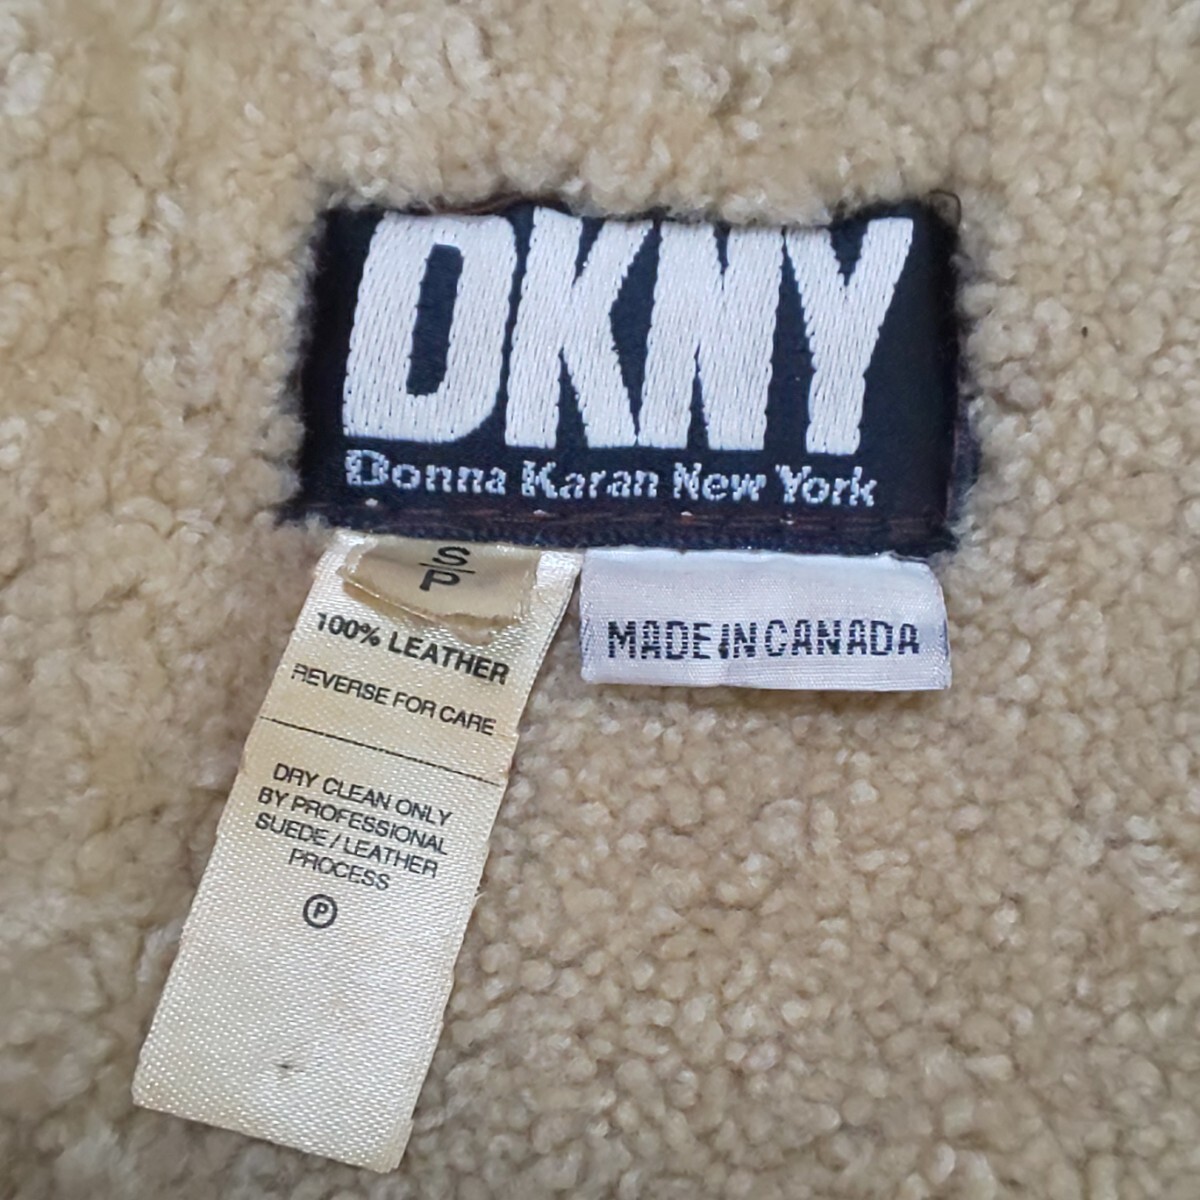 DKNY
Donna Karan New York
S
P
MADE IN CANADA
100% LEATHER
REVERSE FOR CARE
DRY CLEAN ONLY
BY PROFESSIONAL
SUEDE / LEATHER
PROCESS
P